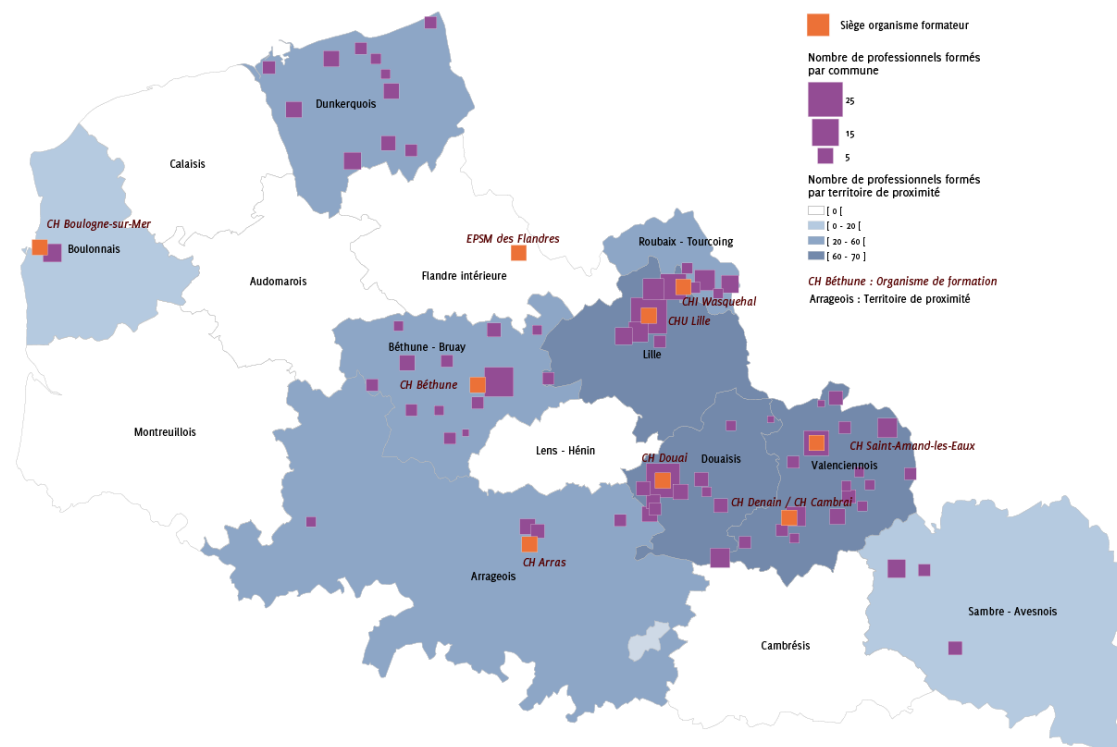 Siège organisme formateur
Nombre de professionnels formés
par commune
25
15
5
Nombre de professionnels formés
par territoire de proximité
[ 0 [
[ 0 - 20 [
[ 20 - 60 [
[ 60 - 70 ]
CH Béthune : Organisme de formation
Arrageois : Territoire de proximité
Dunkerquois
Calaisis
CH Boulogne-sur-Mer
Boulonnais
EPSM des Flandres
Roubaix - Tourcoing
Audomarois
Flandre intérieure
CHI Wasquehal
CHU Lille
Béthune - Bruay
Lille
CH Béthune
Montreuillois
Lens - Hénin
CH Douai
Douaisis
CH Saint-Amand-les-Eaux
Valenciennois
CH Denain / CH Cambrai
CH Arras
Arrageois
Sambre - Avesnois
Cambrésis